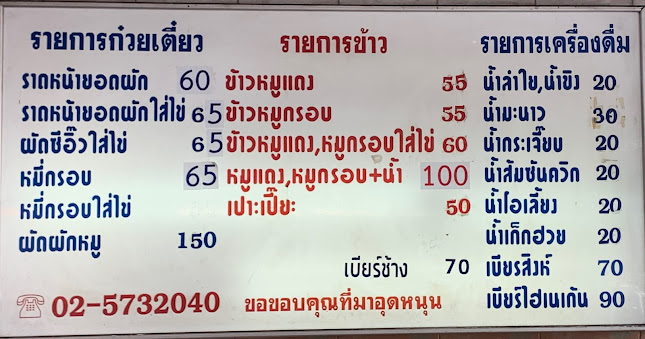 รายการก๋วยเตี๋ยว
ราดหน้ายอดผัก 60
ราดหน้ายอดผักใส่ไข่ 65
ผัดซีอิ๊วใส่ไข่ 65
หมี่กรอบ 65
หมี่กรอบใส่ไข่
ผัดผักหมู 150
รายการข้าว
ข้าวหมูแดง 55
ข้าวหมูกรอบ 55
ข้าวหมูแดง,หมูกรอบใส่ไข่ 60
หมูแดง,หมูกรอบ+น้ำ 100
เปาะเปี๊ยะ 50
เบียร์ช้าง 70
รายการเครื่องดื่ม
น้ำลำใย,น้ำขิง 20
น้ำมะนาว 30
น้ำกระเจี๊ยบ 20
น้ำส้มซันควิก 20
น้ำโอเลี้ยง 20
น้ำเก็กฮวย 20
เบียรสิงห์ 70
เบียร์ไฮเนเก้น 90
☏ 02-5732040 ขอขอบคุณที่มาอุดหนุน